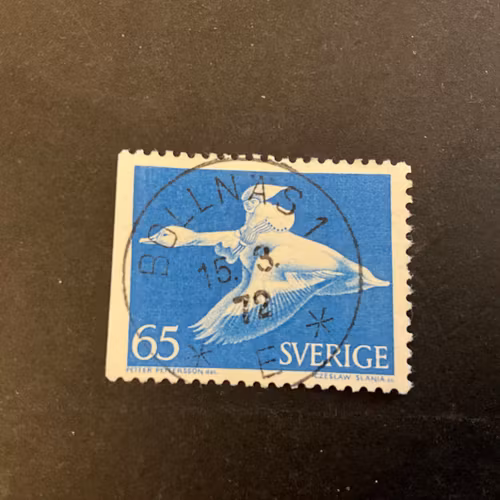 BOLLNÄS 1
15. 3.
72
* E *
65 SVERIGE
PETTER PETTERSSON del. CZESLAW SLANIA sc.